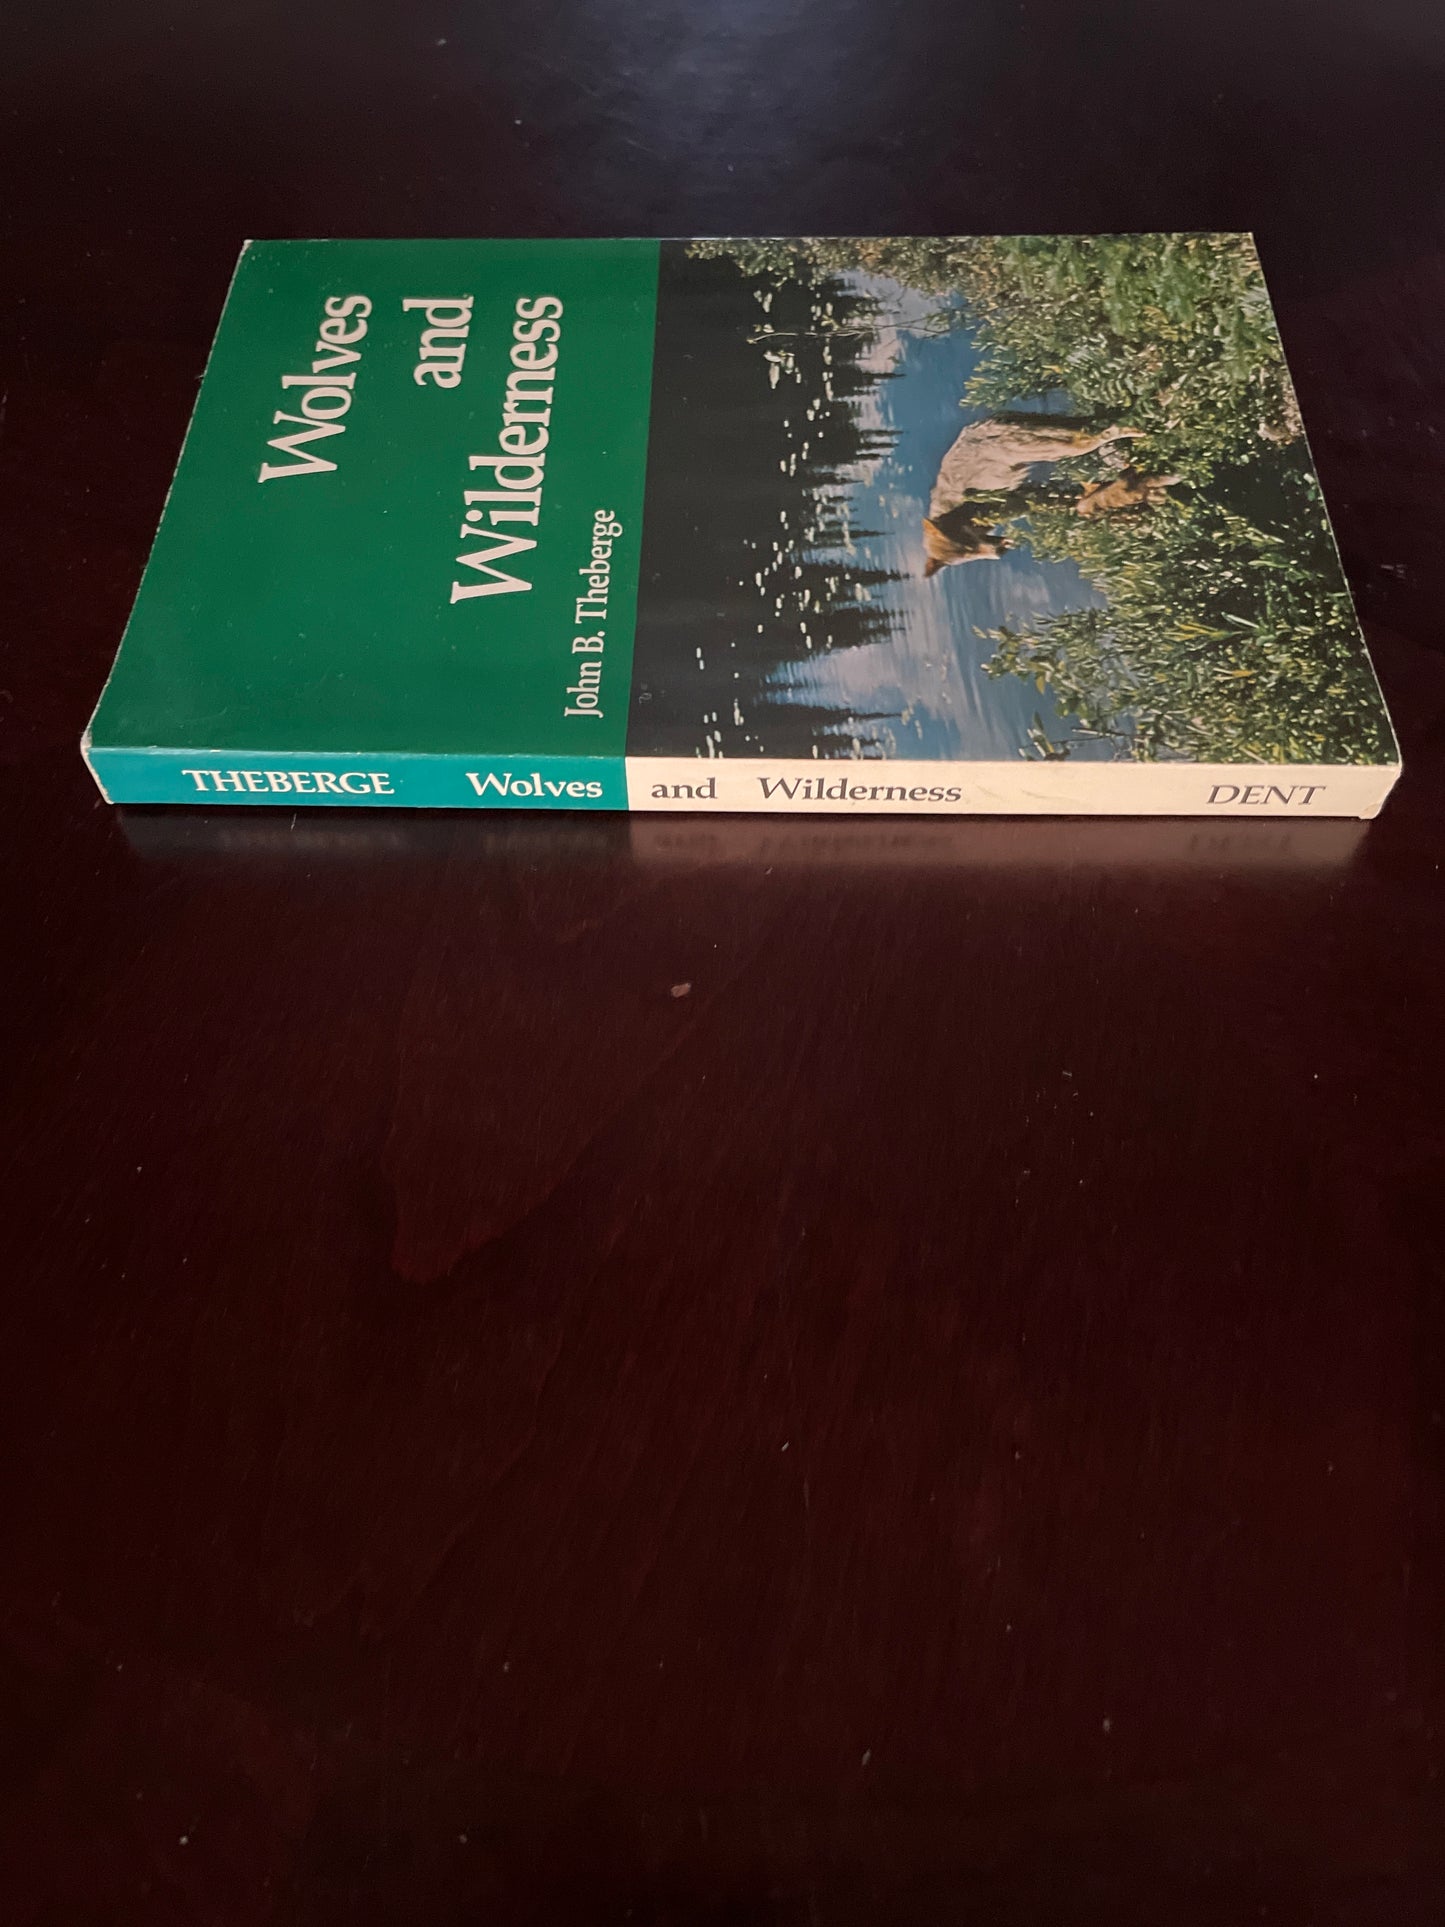 Wolves
and
Wilderness
John B. Theberge
THEBERGE Wolves and Wilderness DENT